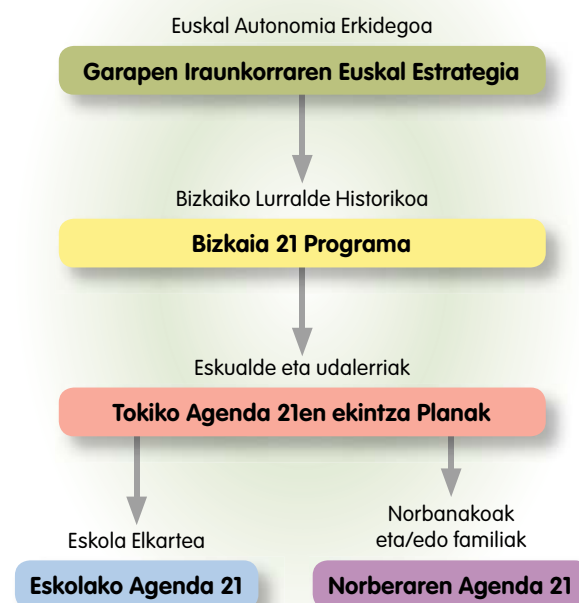 Euskal Autonomia Erkidegoa
Garapen Iraunkorraren Euskal Estrategia
Bizkaiko Lurralde Historikoa
Bizkaia 21 Programa
Eskualde eta udalerriak
Tokiko Agenda 21en ekintza Planak
Eskola Elkartea
Eskolako Agenda 21
Norbanakoak
eta/edo familiak
Norberaren Agenda 21